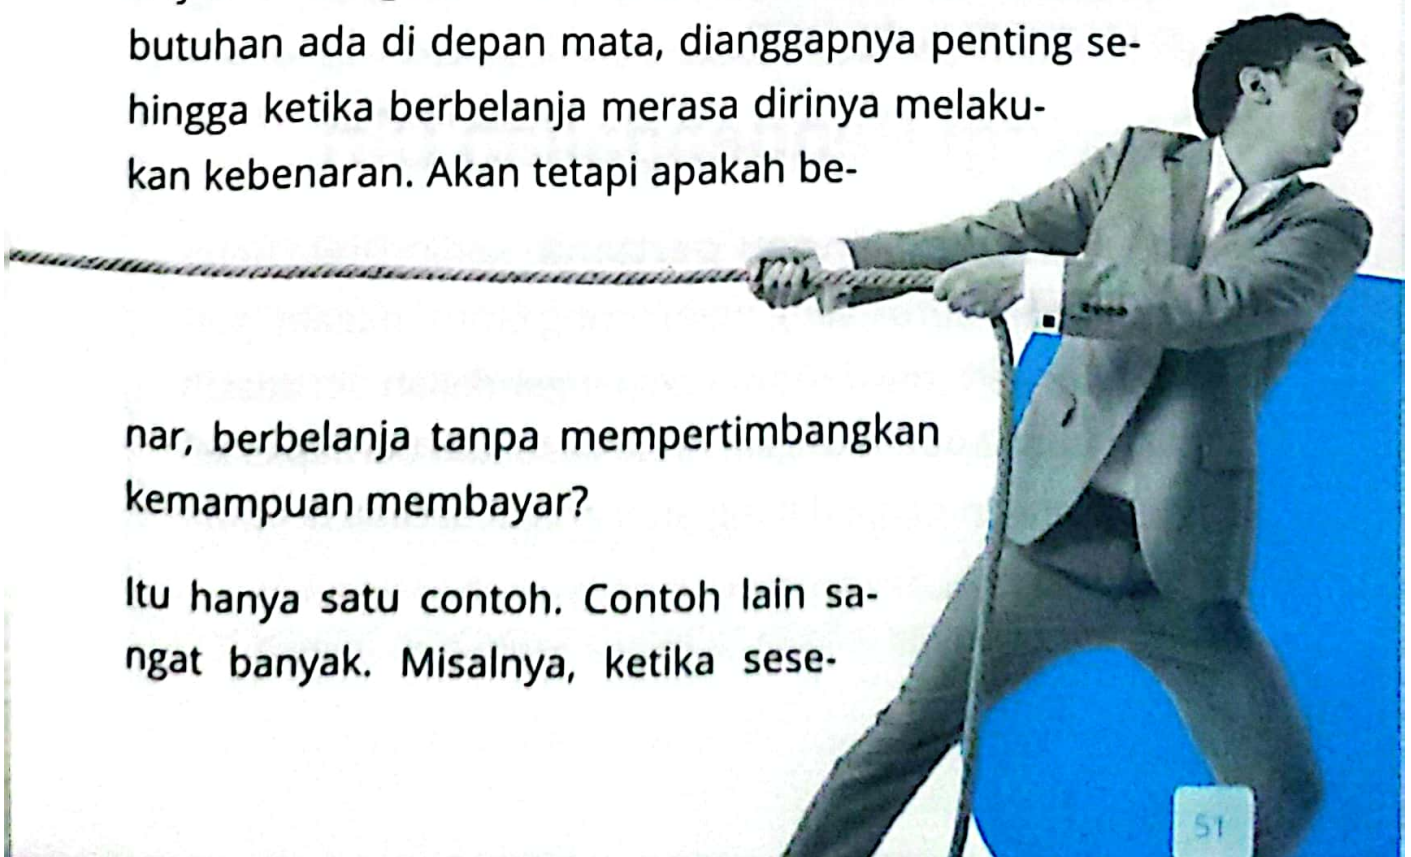 butuhan ada di depan mata, dianggapnya penting se-
hingga ketika berbelanja merasa dirinya melaku-
kan kebenaran. Akan tetapi apakah be-
nar, berbelanja tanpa mempertimbangkan
kemampuan membayar?
Itu hanya satu contoh. Contoh lain sa-
ngat banyak. Misalnya, ketika sese-
51